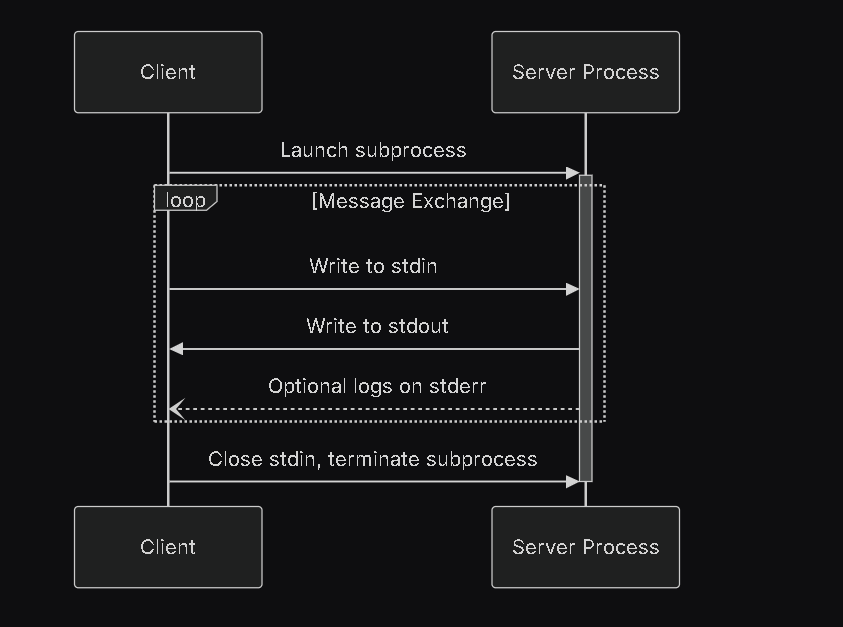 Client
Server Process
Launch subprocess
loop
[Message Exchange]
Write to stdin
Write to stdout
Optional logs on stderr
Close stdin, terminate subprocess
Client
Server Process